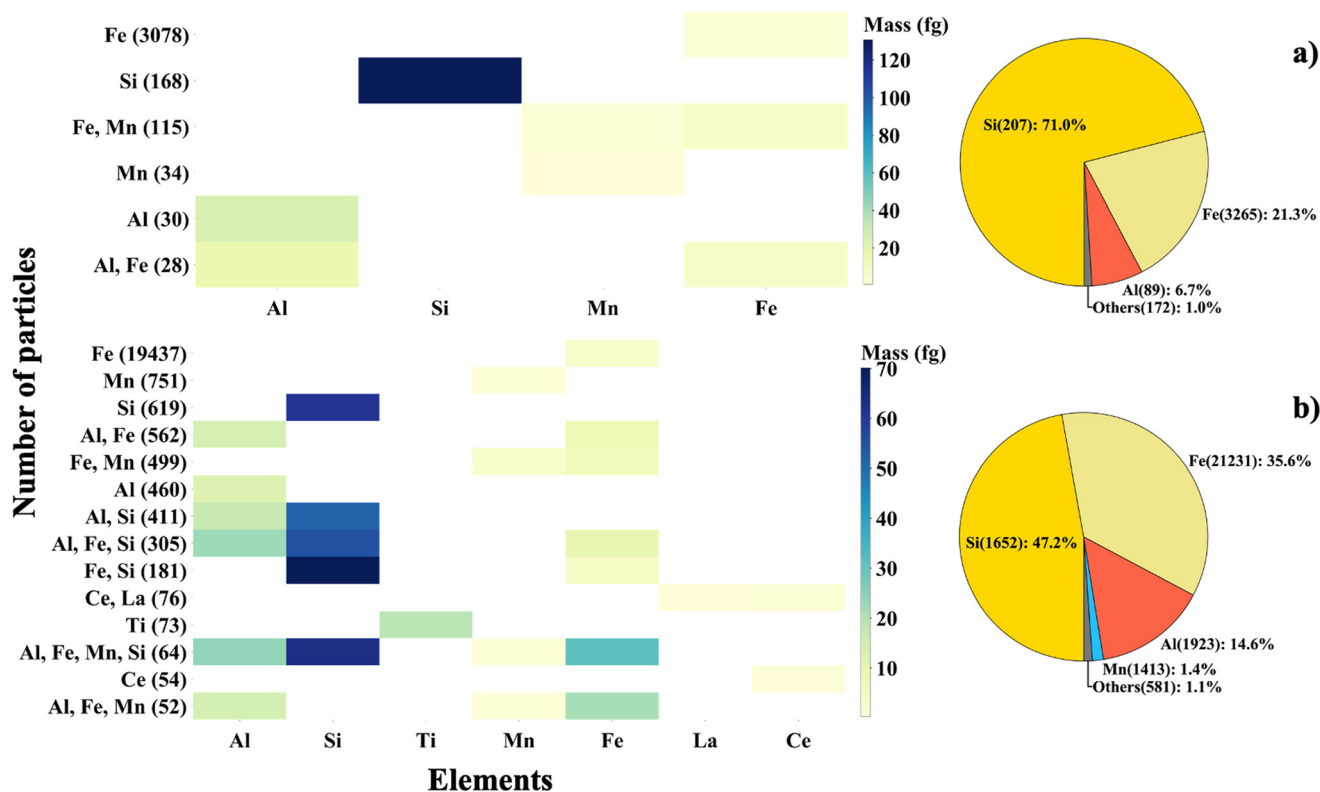 Number of particles
Fe (3078)
Si (168)
Fe, Mn (115)
Mn (34)
Al (30)
Al, Fe (28)
Al Si Mn Fe
Mass (fg)
120
100
80
60
40
20
a)
Si(207): 71.0%
Fe(3265): 21.3%
Al(89): 6.7%
Others(172): 1.0%
Fe (19437)
Mn (751)
Si (619)
Al, Fe (562)
Fe, Mn (499)
Al (460)
Al, Si (411)
Al, Fe, Si (305)
Fe, Si (181)
Ce, La (76)
Ti (73)
Al, Fe, Mn, Si (64)
Ce (54)
Al, Fe, Mn (52)
Al Si Ti Mn Fe La Ce
Elements
Mass (fg)
70
60
50
40
30
20
10
b)
Fe(21231): 35.6%
Si(1652): 47.2%
Al(1923): 14.6%
Mn(1413): 1.4%
Others(581): 1.1%